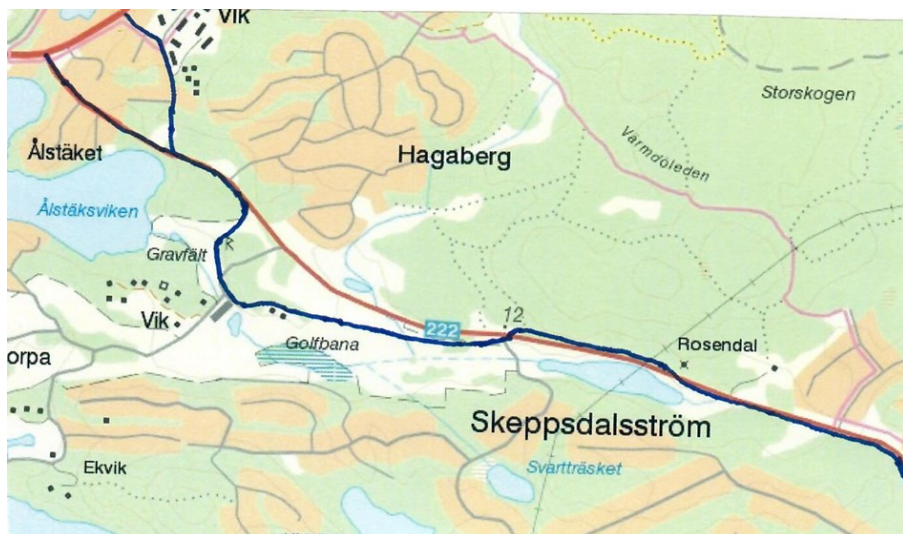 Vik
Storskogen
Ålstäket
Hagaberg
Värmdöleden
Ålstäksviken
Gravfält
R
Vik
12
222
Golfbana
Rosendal
orpa
Skeppsdalsström
Ekvik
Svartträsket